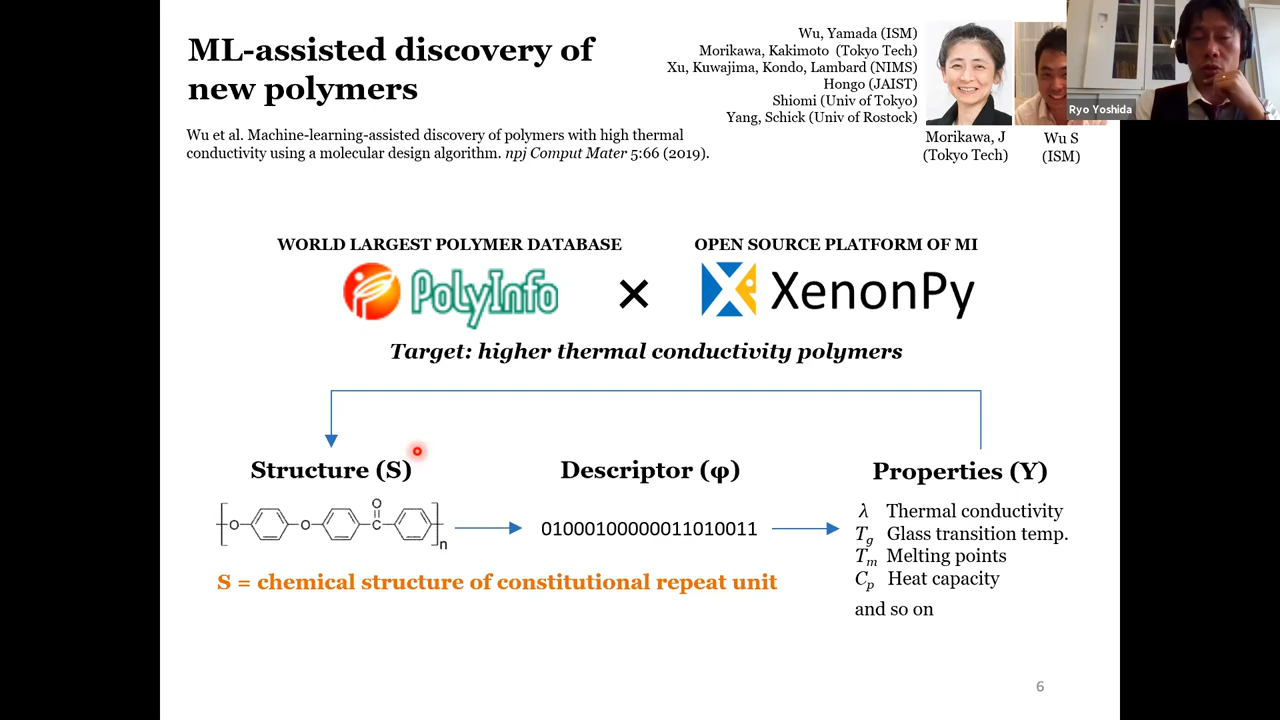 ML-assisted discovery of
new polymers
Wu et al. Machine-learning-assisted discovery of polymers with high thermal
conductivity using a molecular design algorithm. npj Comput Mater 5:66 (2019).
Wu, Yamada (ISM)
Morikawa, Kakimoto (Tokyo Tech)
Xu, Kuwajima, Kondo, Lambard (NIMS)
Hongo (JAIST)
Shiomi (Univ of Tokyo)
Yang, Schick (Univ of Rostock)
Morikawa, J
(Tokyo Tech)
Wu S
(ISM)
Ryo Yoshida
WORLD LARGEST POLYMER DATABASE
PolyInfo
×
OPEN SOURCE PLATFORM OF MI
XenonPy
Target: higher thermal conductivity polymers
Structure (S)
O
O
O
C
n
Descriptor (φ)
01000100000011010011
Properties (Y)
λ Thermal conductivity
Tg Glass transition temp.
Tm Melting points
Cp Heat capacity
and so on
S = chemical structure of constitutional repeat unit
6